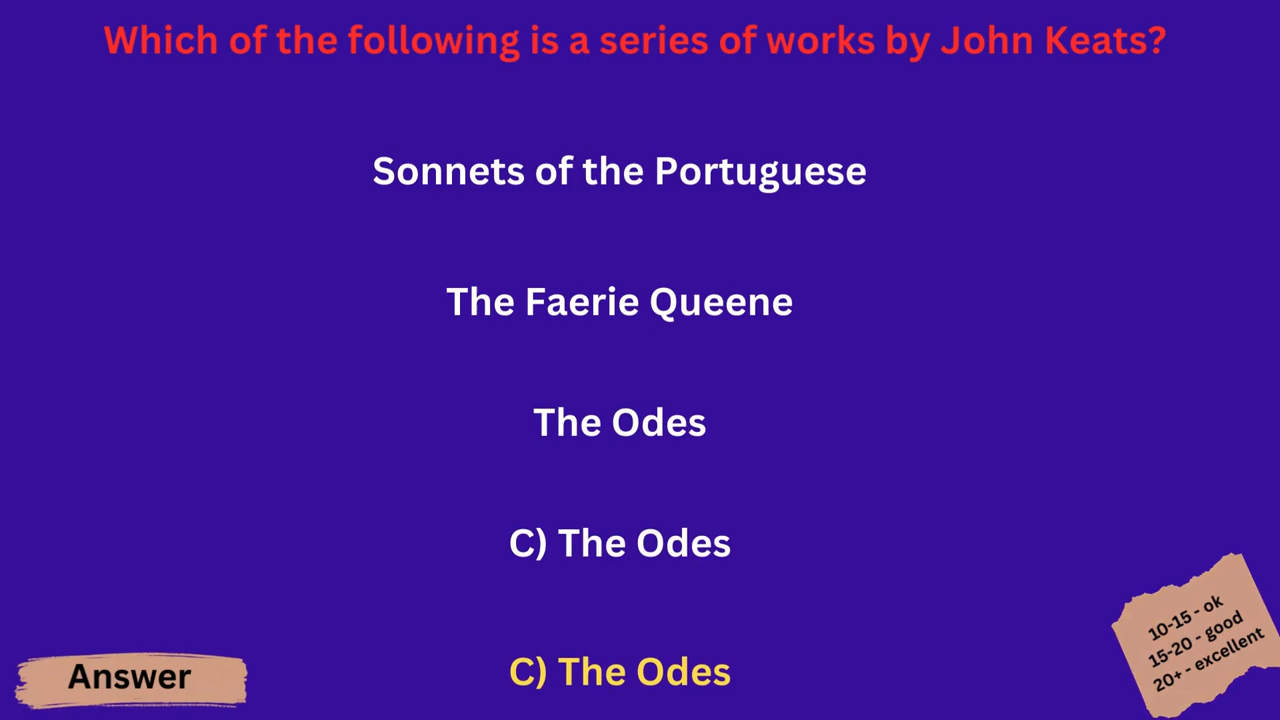 Which of the following is a series of works by John Keats?
Sonnets of the Portuguese
The Faerie Queene
The Odes
C) The Odes
Answer
C) The Odes
10-15 - ok
15-20 - good
20+ - excellent